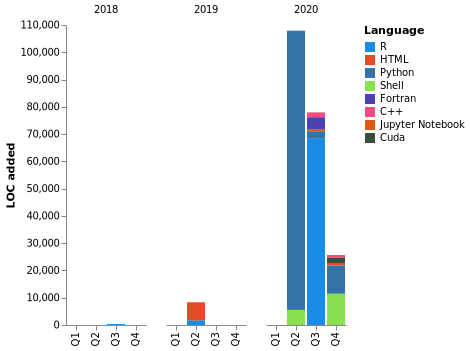 2018 2019 2020
LOC added
110,000
100,000
90,000
80,000
70,000
60,000
50,000
40,000
30,000
20,000
10,000
0
Q1 Q2 Q3 Q4 Q1 Q2 Q3 Q4 Q1 Q2 Q3 Q4
Language
R
HTML
Python
Shell
Fortran
C++
Jupyter Notebook
Cuda